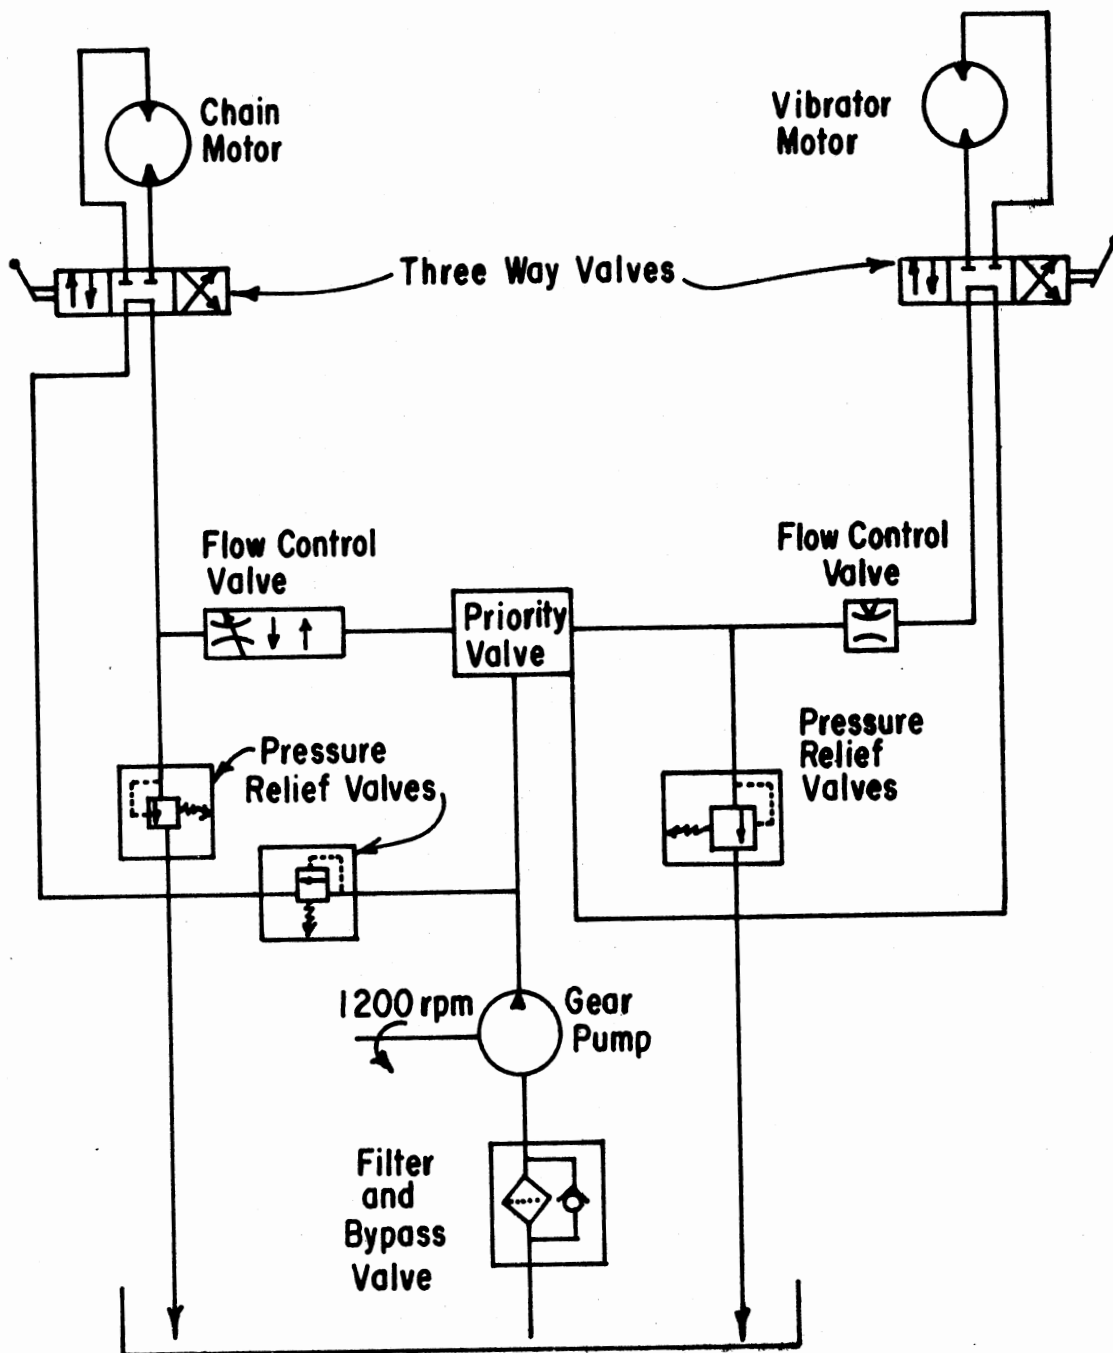 Chain
Motor
Vibrator
Motor
Three Way Valves
Flow Control
Valve
Flow Control
Valve
Priority
Valve
Pressure
Relief Valves
Pressure
Relief
Valves
1200 rpm
Gear
Pump
Filter
and
Bypass
Valve